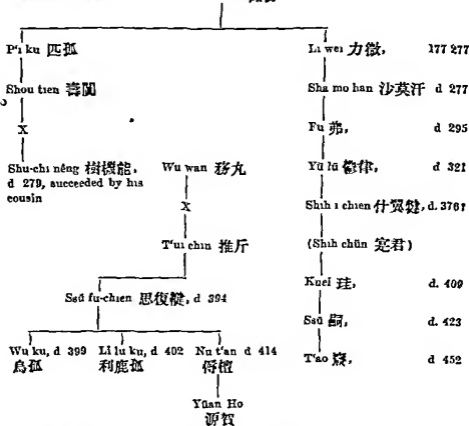 P'i ku 匹孤
Shou tien 壽闐
X
Shu-chi nêng 樹機能,
d 279, succeeded by his
cousin
Wu wan 務丸
X
T'ui chin 推斤
Ssŭ fu-chien 思復鞬, d 394
Wu ku, d 399
烏孤
Li lu ku, d 402
利鹿孤
Nu t'an d 414
傉檀
Yüan Ho
源賀
Li wei 力微, 177 277
Sha mo han 沙莫汗 d 277
Fu 弗, d 295
Yü lü 鬱律, d 321
Shih i chien 什翼犍, d. 376?
(Shih chün 寔君)
Kuei 珪, d. 409
Ssŭ 嗣, d. 423
T'ao 燾, d 452